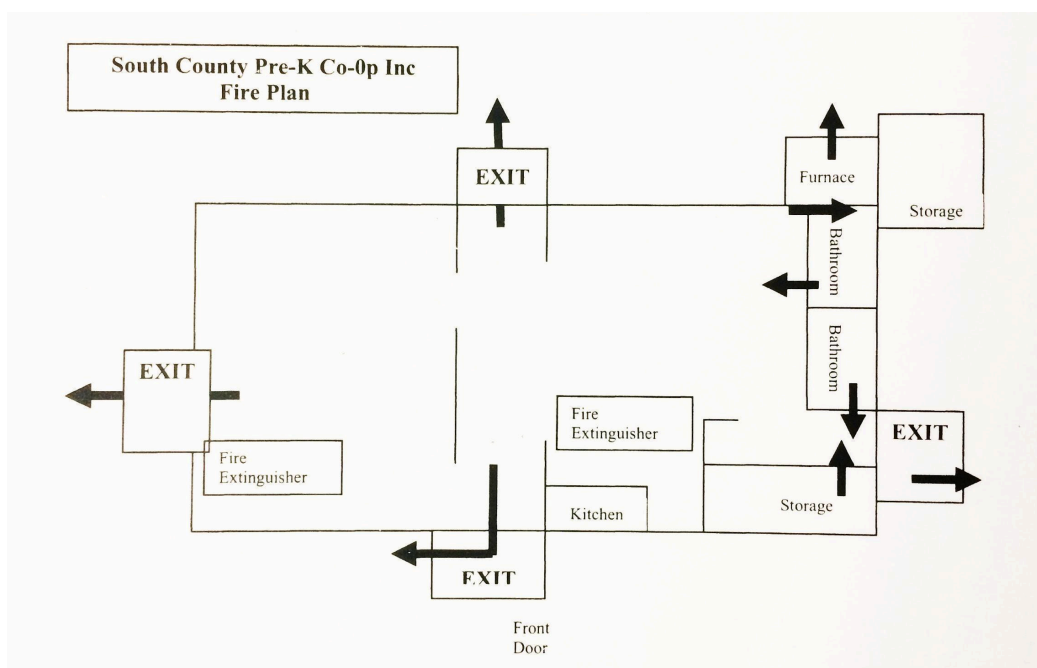 South County Pre-K Co-0p Inc
Fire Plan
EXIT
Furnace
Storage
Bathroom
Bathroom
EXIT
Fire
Extinguisher
Fire
Extinguisher
EXIT
Kitchen
Storage
EXIT
Front
Door